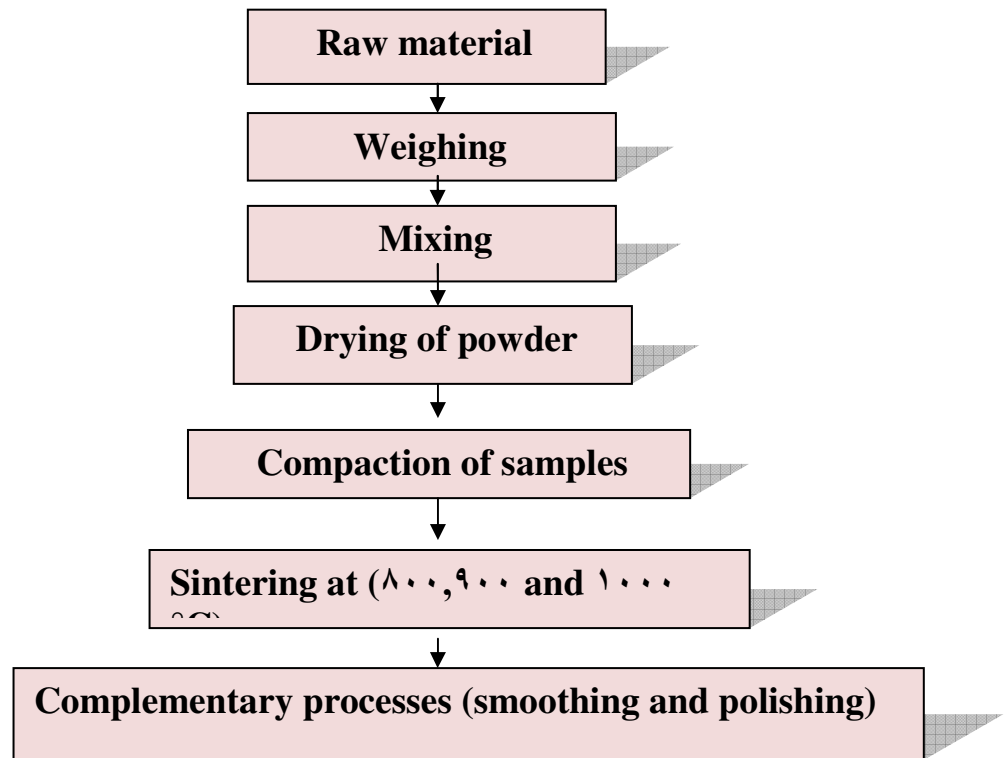 Raw material
Weighing
Mixing
Drying of powder
Compaction of samples
Sintering at (٨٠٠,٩٠٠ and ١٠٠٠
°C)
Complementary processes (smoothing and polishing)